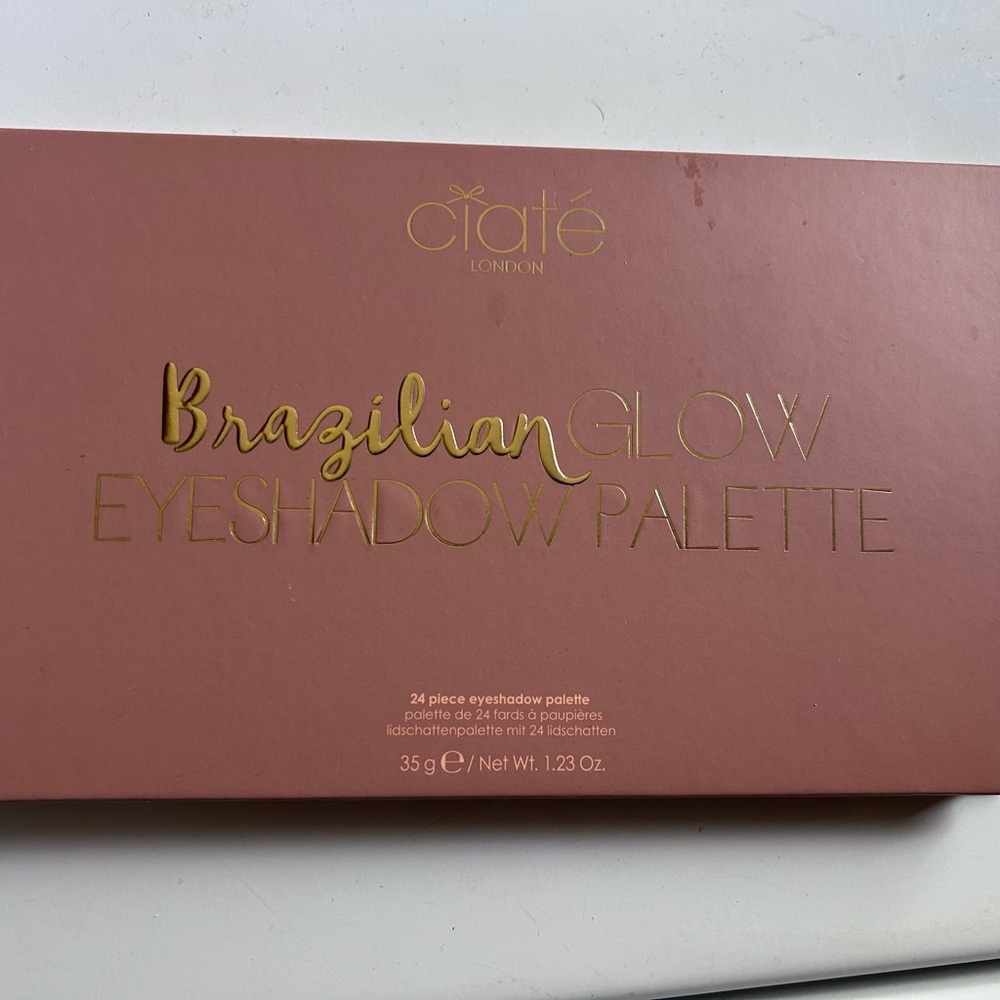 ciaté
LONDON
Brazilian GLOW
EYESHADOW PALETTE
24 piece eyeshadow palette
palette de 24 fards à paupières
lidschattenpalette mit 24 lidschatten
35 g ℮ / Net Wt. 1.23 Oz.